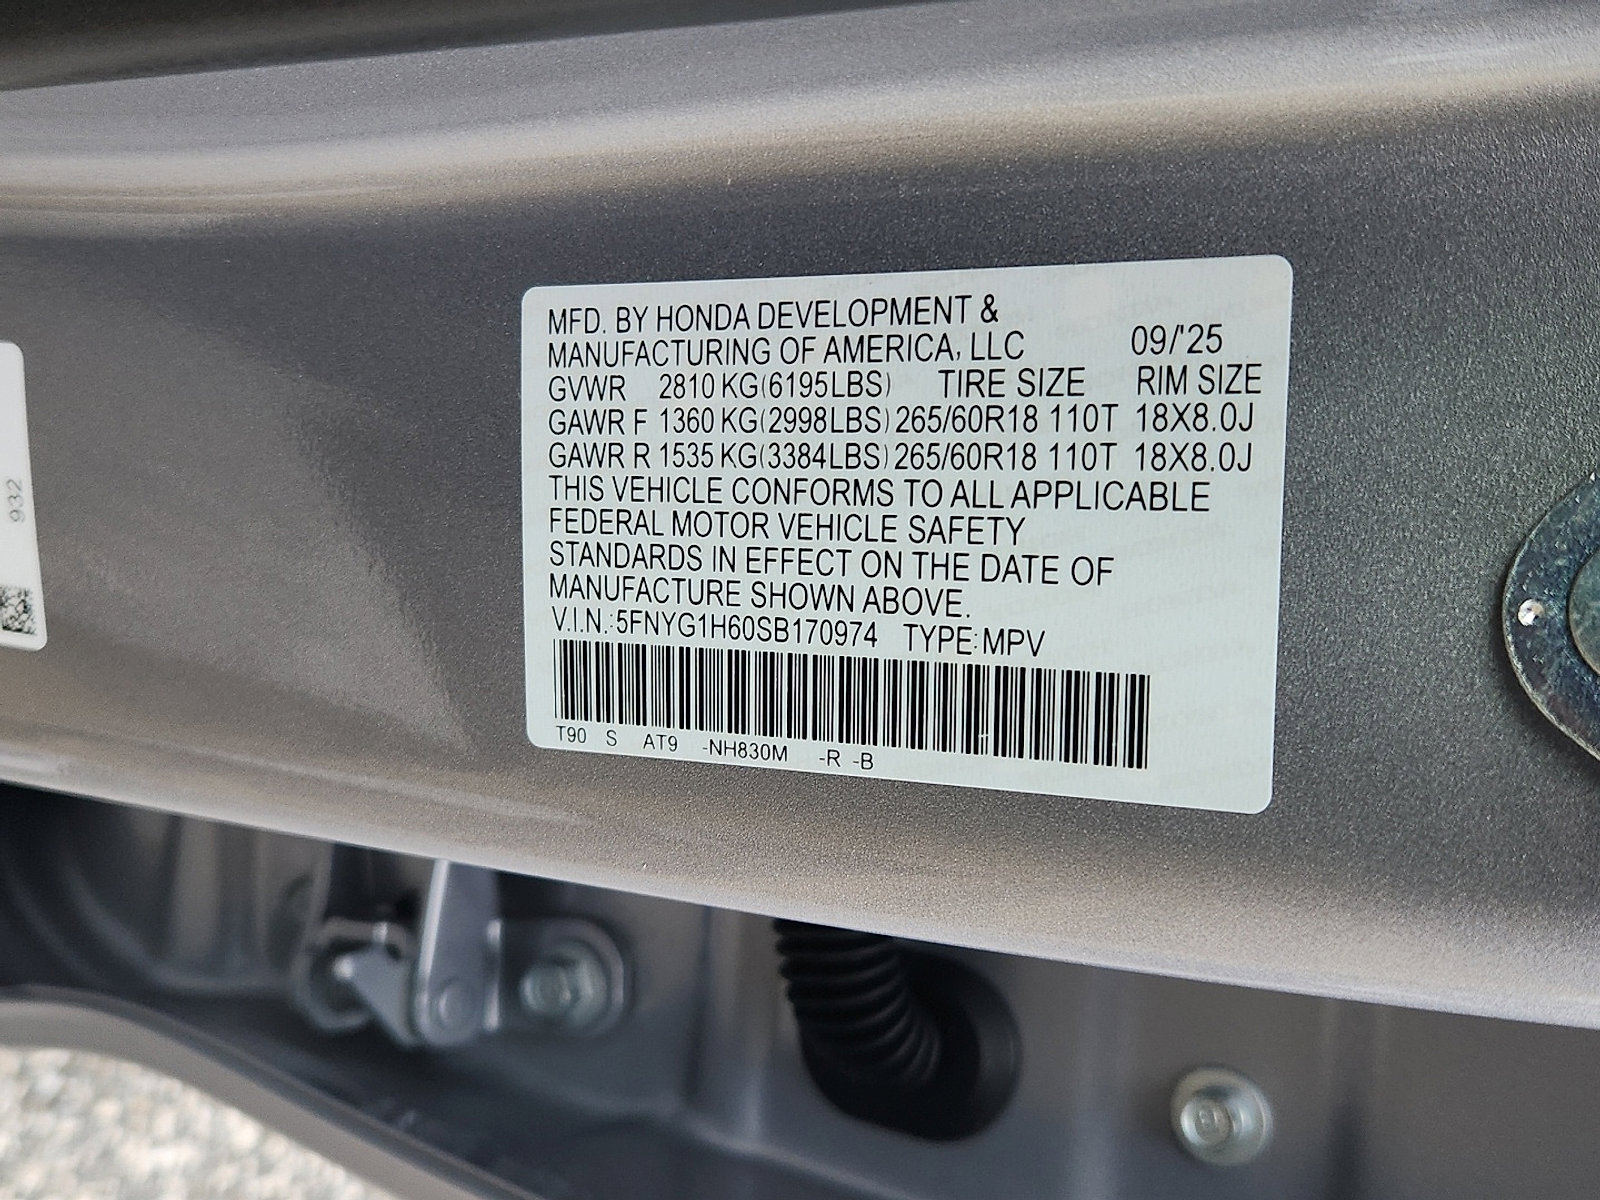 MFD. BY HONDA DEVELOPMENT &
MANUFACTURING OF AMERICA, LLC 09/'25
GVWR 2810 KG(6195LBS) TIRE SIZE RIM SIZE
GAWR F 1360 KG(2998LBS) 265/60R18 110T 18X8.0J
GAWR R 1535 KG(3384LBS) 265/60R18 110T 18X8.0J
THIS VEHICLE CONFORMS TO ALL APPLICABLE
FEDERAL MOTOR VEHICLE SAFETY
STANDARDS IN EFFECT ON THE DATE OF
MANUFACTURE SHOWN ABOVE.
V.I.N.:5FNYG1H60SB170974 TYPE:MPV
T90 S AT9 -NH830M -R -B
932